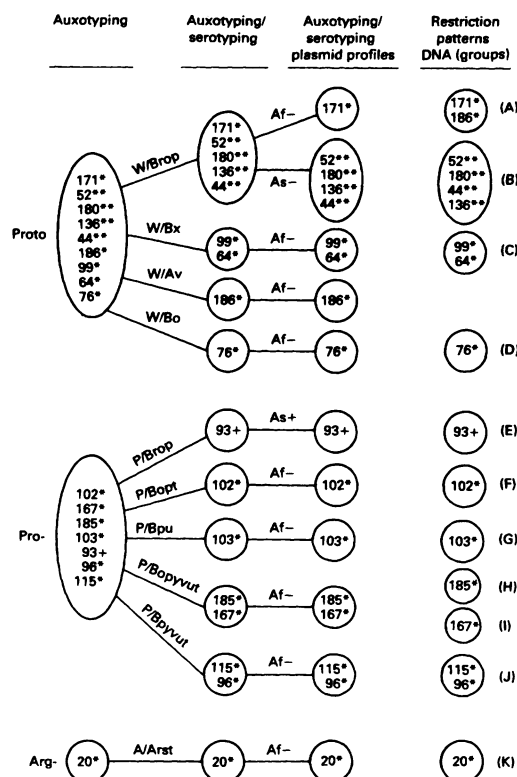 Auxotyping
Auxotyping/
serotyping
Auxotyping/
serotyping
plasmid profiles
Restriction
patterns
DNA (groups)
Proto
171*
52**
180**
136**
44**
186*
99*
64*
76*
W/Brop
171*
52**
180**
136**
44**
Af−
171*
171*
186*
(A)
As−
52**
180**
136**
44**
52**
180**
44**
136**
(B)
W/Bx
99*
64*
Af−
99*
64*
99*
64*
(C)
W/Av
186*
Af−
186*
W/Bo
76*
Af−
76*
76*
(D)
Pro-
102*
167*
185*
103*
93+
96*
115*
P/Brop
93+
As+
93+
93+
(E)
P/Bopt
102*
Af−
102*
102*
(F)
P/Bpu
103*
Af−
103*
103*
(G)
P/Bopyvut
185*
167*
Af−
185*
167*
185*
(H)
167*
(I)
P/Bpyvut
115*
96*
Af−
115*
96*
115*
96*
(J)
Arg-
20*
A/Arst
20*
Af−
20*
20*
(K)